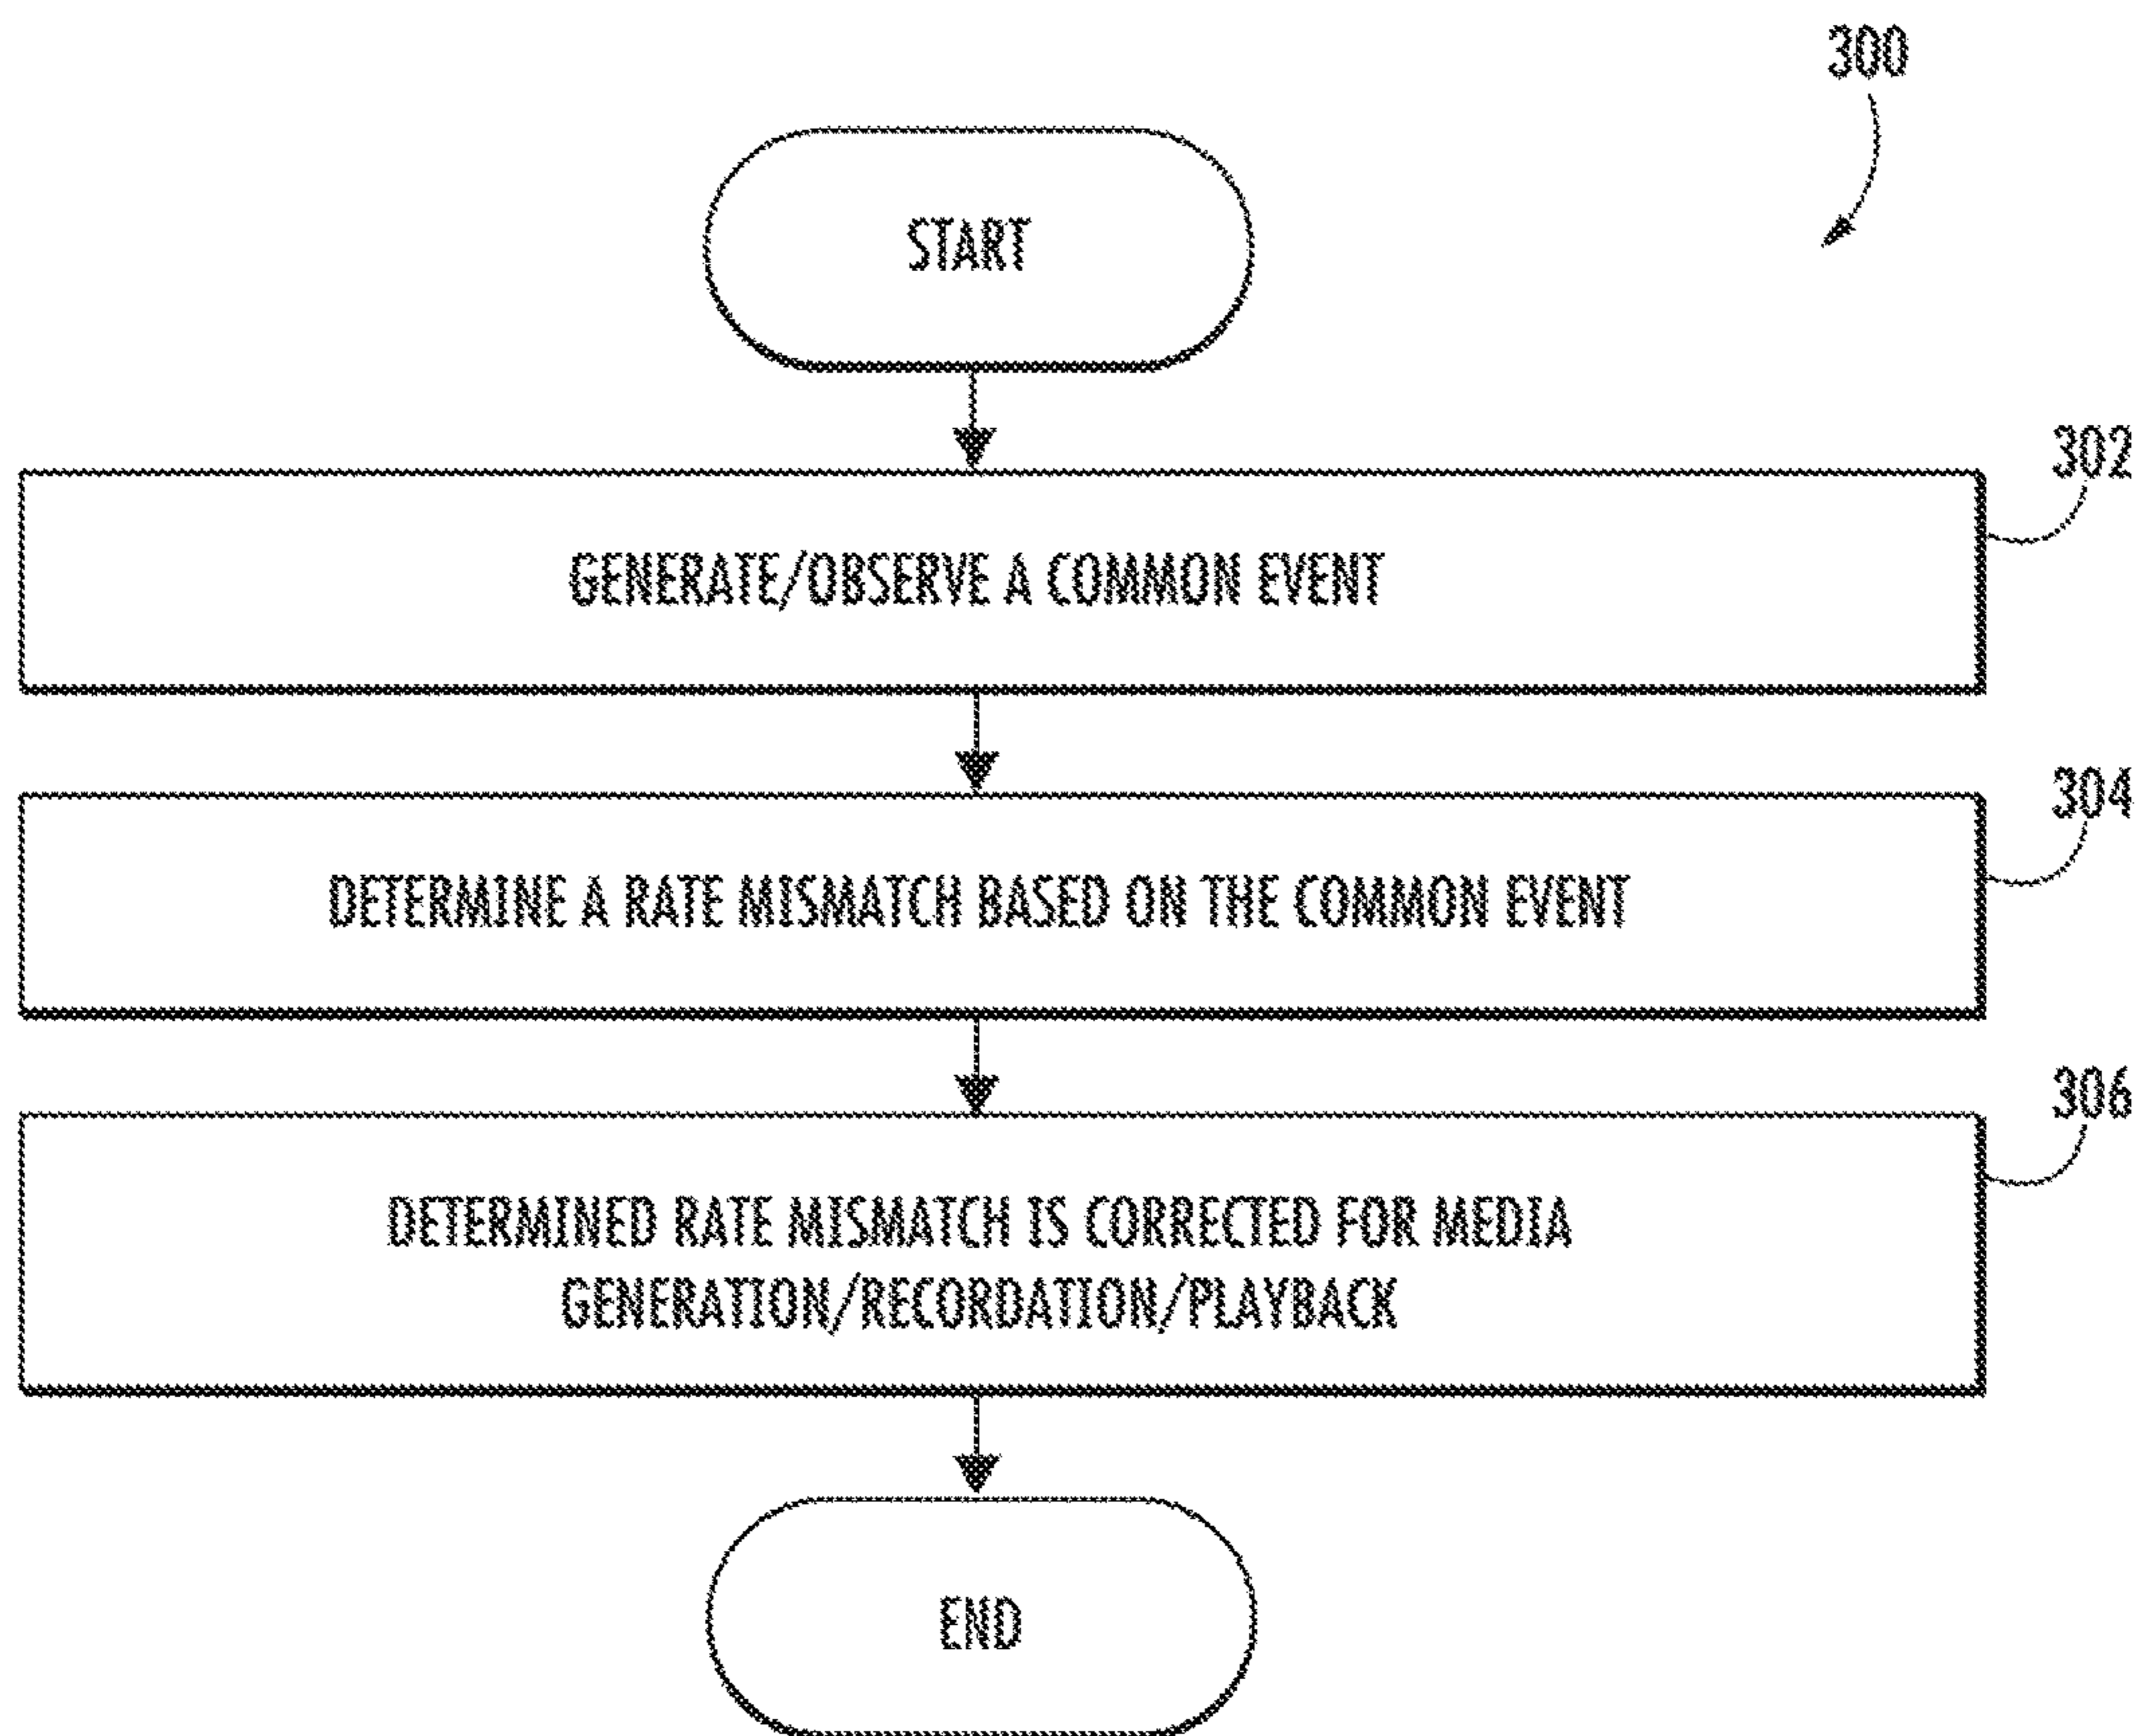 300
START
302
GENERATE/OBSERVE A COMMON EVENT
304
DETERMINE A RATE MISMATCH BASED ON THE COMMON EVENT
306
DETERMINED RATE MISMATCH IS CORRECTED FOR MEDIA
GENERATION/RECORDATION/PLAYBACK
END